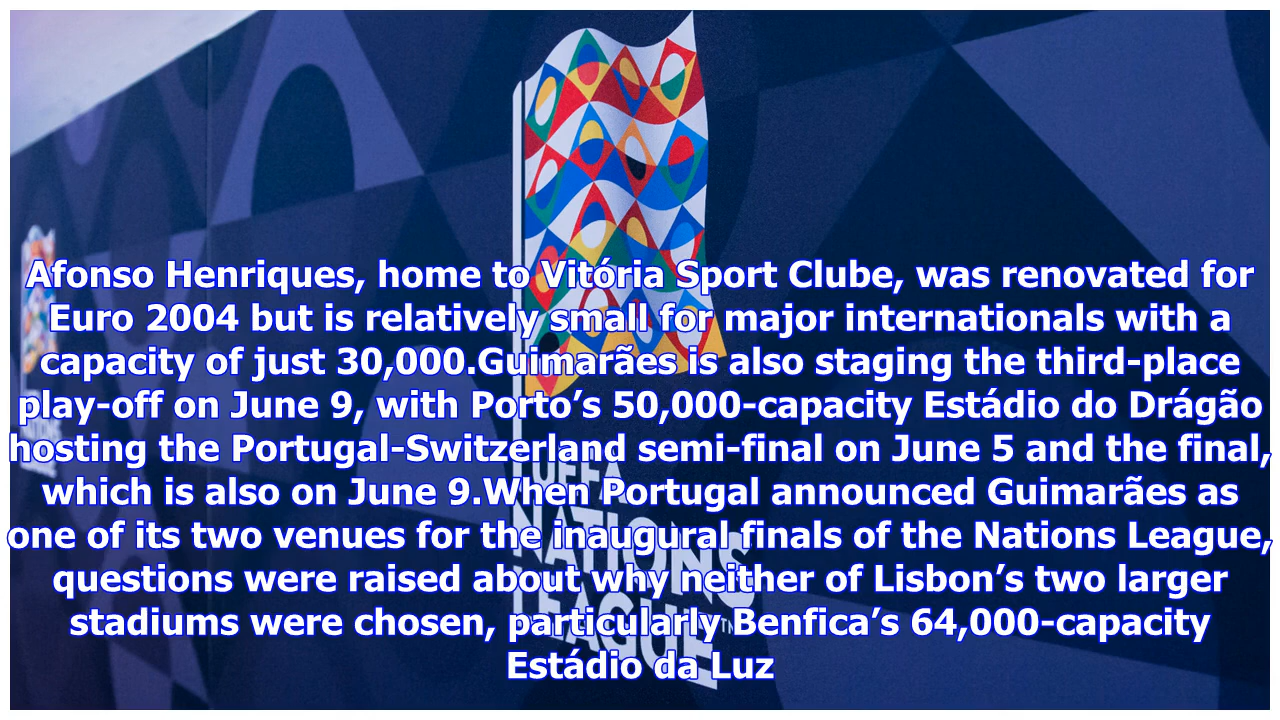 Afonso Henriques, home to Vitória Sport Clube, was renovated for
Euro 2004 but is relatively small for major internationals with a
capacity of just 30,000.Guimarães is also staging the third-place
play-off on June 9, with Porto’s 50,000-capacity Estádio do Drágão
hosting the Portugal-Switzerland semi-final on June 5 and the final,
which is also on June 9.When Portugal announced Guimarães as
one of its two venues for the inaugural finals of the Nations League,
questions were raised about why neither of Lisbon’s two larger
stadiums were chosen, particularly Benfica’s 64,000-capacity
Estádio da Luz
UEFA
NATIONS
LEAGUE™